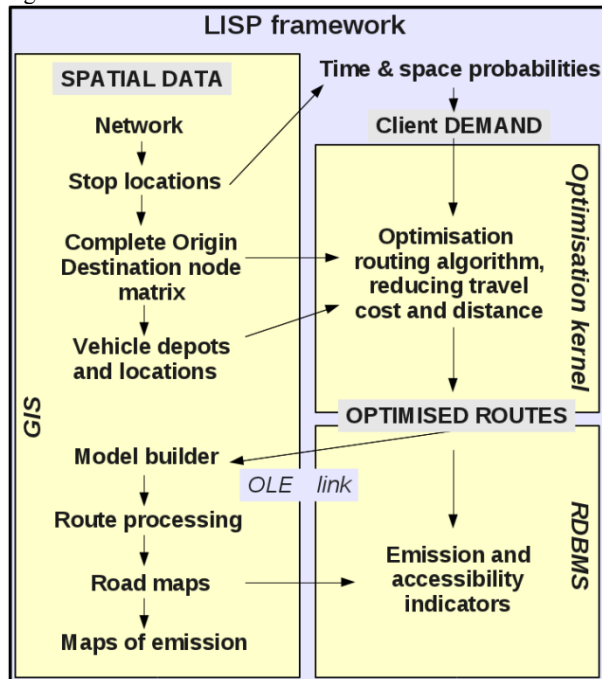 LISP framework
SPATIAL DATA
Network
Stop locations
Complete Origin
Destination node
matrix
Vehicle depots
and locations
GIS
Model builder
Route processing
Road maps
Maps of emission
Time & space probabilities
Client DEMAND
Optimisation
routing algorithm,
reducing travel
cost and distance
Optimisation kernel
OPTIMISED ROUTES
OLE link
Emission and
accessibility
indicators
RDBMS